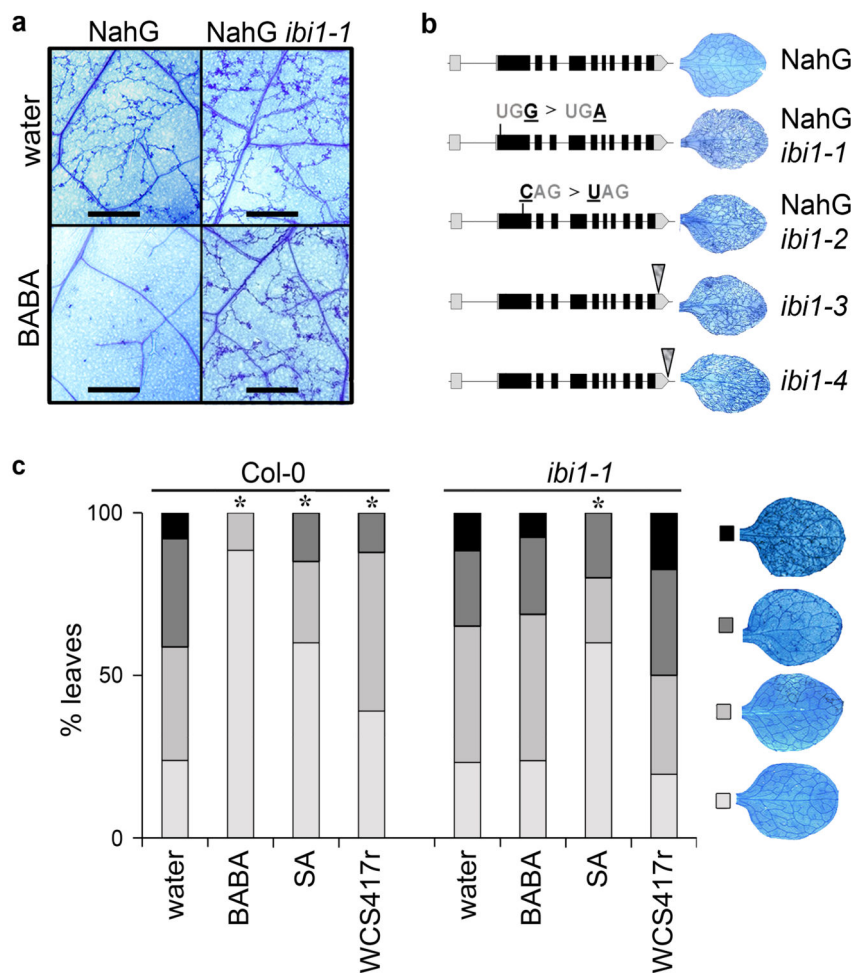 a
NahG
NahG ibi1-1
water
BABA
b
NahG
UGG > UGA
NahG
ibi1-1
CAG > UAG
NahG
ibi1-2
ibi1-3
ibi1-4
c
Col-0
ibi1-1
* * *
*
% leaves
100
50
0
water
BABA
SA
WCS417r
water
BABA
SA
WCS417r